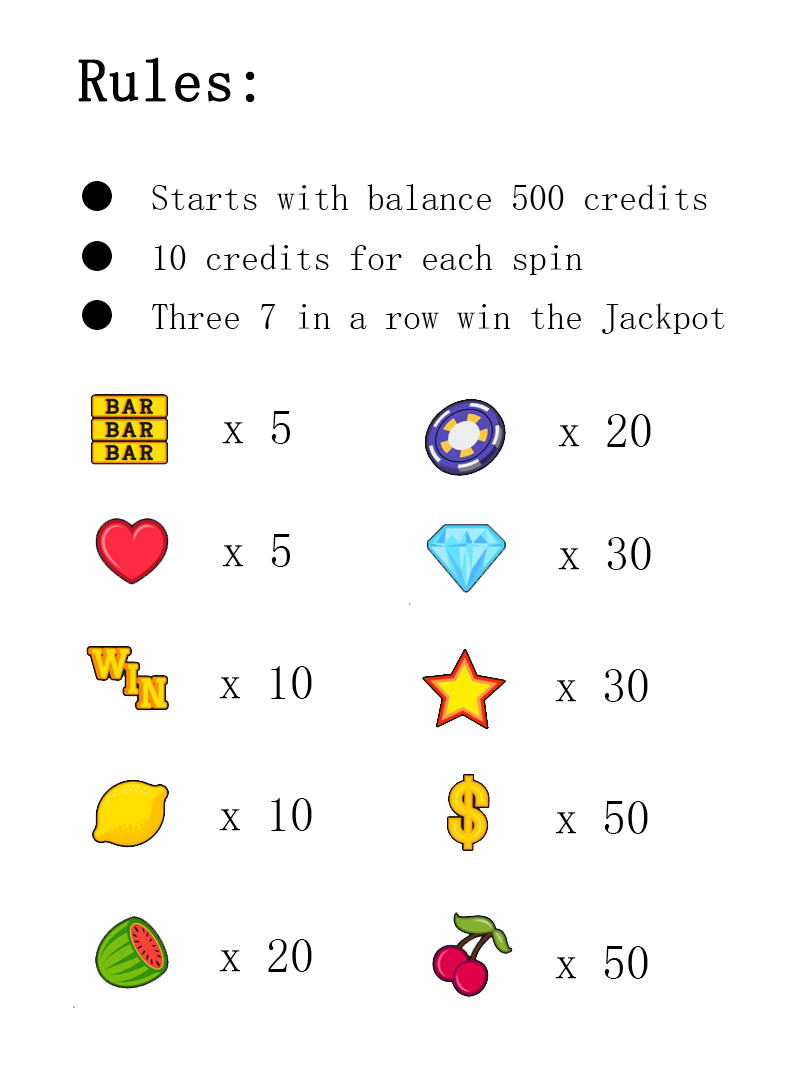 Rules:
● Starts with balance 500 credits
● 10 credits for each spin
● Three 7 in a row win the Jackpot
BAR
BAR
BAR
x 5
x 20
x 5
x 30
WIN
x 10
x 30
x 10
$
x 50
x 20
x 50